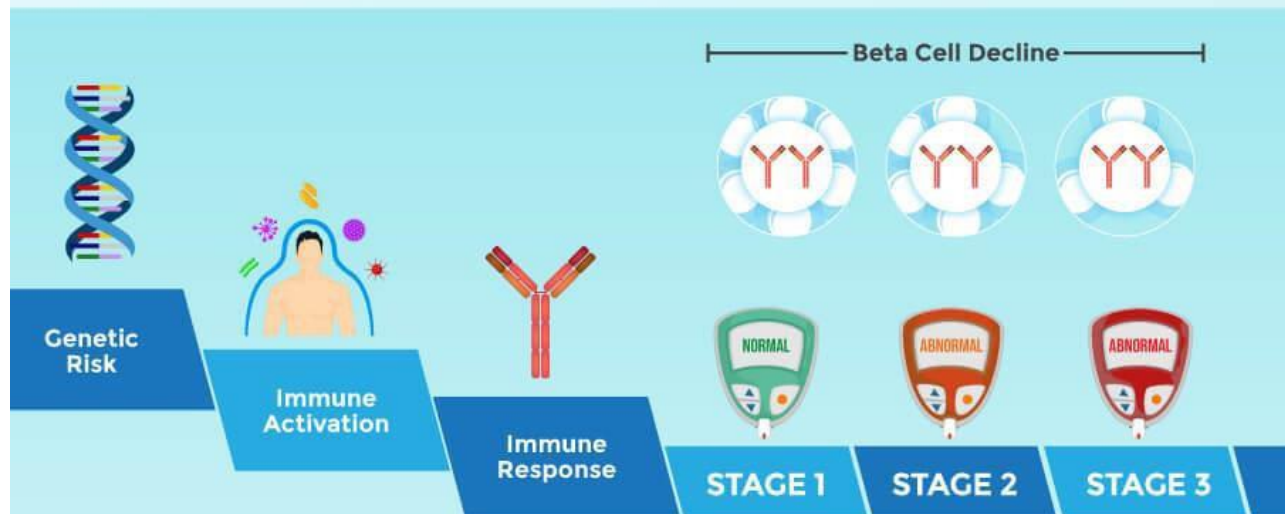 Beta Cell Decline
Genetic
Risk
Immune
Activation
Immune
Response
NORMAL
ABNORMAL
ABNORMAL
STAGE 1
STAGE 2
STAGE 3